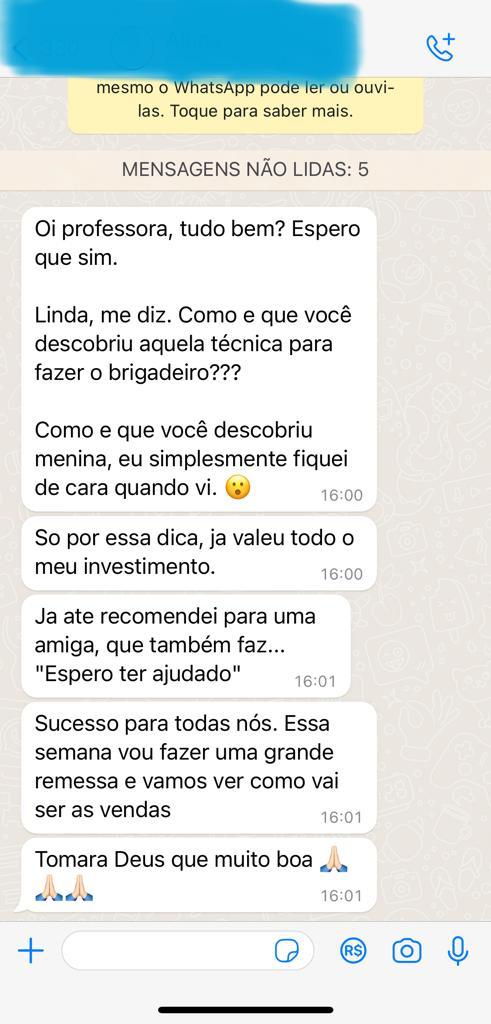 mesmo o WhatsApp pode ler ou ouvi-
las. Toque para saber mais.
MENSAGENS NÃO LIDAS: 5
Oi professora, tudo bem? Espero
que sim.
Linda, me diz. Como e que você
descobriu aquela técnica para
fazer o brigadeiro???
Como e que você descobriu
menina, eu simplesmente fiquei
de cara quando vi. 😮
16:00
So por essa dica, ja valeu todo o
meu investimento.
16:00
Ja ate recomendei para uma
amiga, que também faz...
"Espero ter ajudado"
16:01
Sucesso para todas nós. Essa
semana vou fazer uma grande
remessa e vamos ver como vai
ser as vendas
16:01
Tomara Deus que muito boa 🙏🏻
🙏🏻🙏🏻
16:01
R$